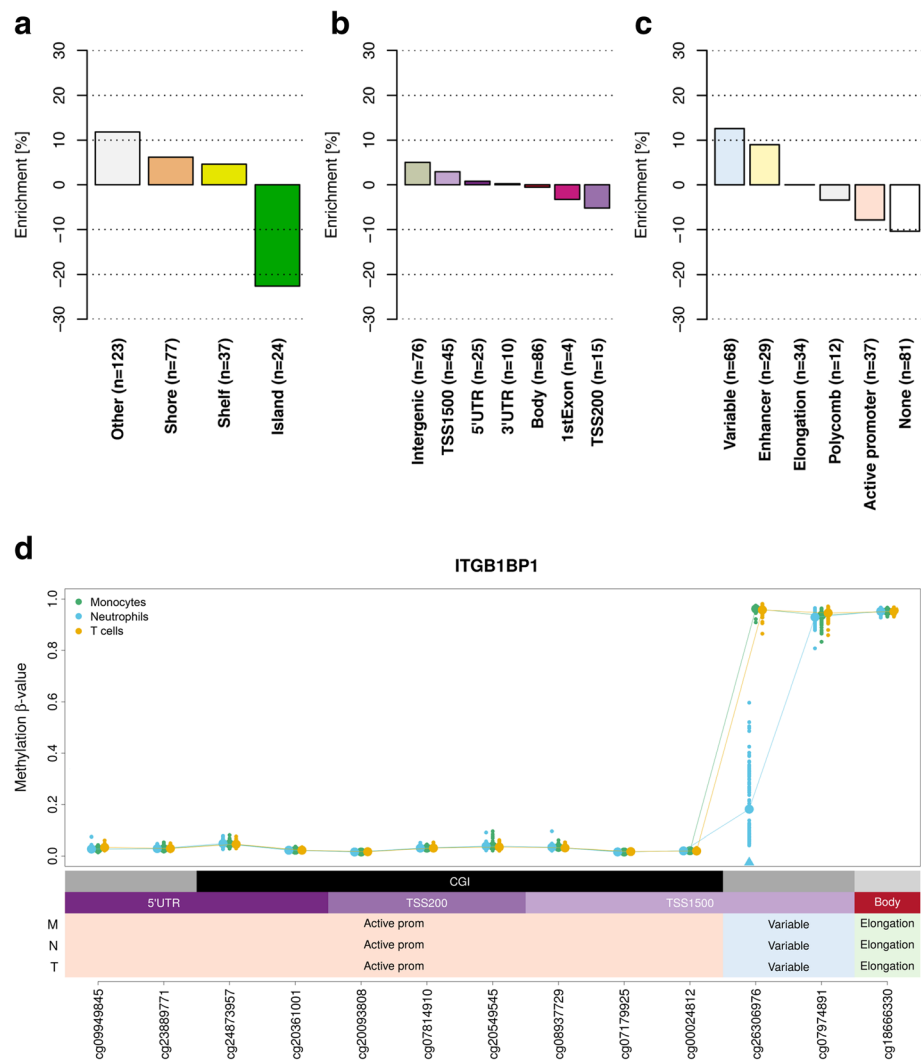 a
Enrichment [%]
30
20
10
0
−10
−20
−30
Other (n=123)
Shore (n=77)
Shelf (n=37)
Island (n=24)
b
Enrichment [%]
30
20
10
0
−10
−20
−30
Intergenic (n=76)
TSS1500 (n=45)
5'UTR (n=25)
3'UTR (n=10)
Body (n=86)
1stExon (n=4)
TSS200 (n=15)
c
Enrichment [%]
30
20
10
0
−10
−20
−30
Variable (n=68)
Enhancer (n=29)
Elongation (n=34)
Polycomb (n=12)
Active promoter (n=37)
None (n=81)
d
ITGB1BP1
Monocytes
Neutrophils
T cells
Methylation β-value
1.0
0.8
0.6
0.4
0.2
0.0
CGI
5'UTR TSS200 TSS1500 Body
M Active prom Variable Elongation
N Active prom Variable Elongation
T Active prom Variable Elongation
cg09949845
cg23889771
cg24873957
cg20361001
cg20093808
cg07814910
cg20549545
cg08937729
cg07179925
cg00024812
cg26306976
cg07974891
cg18666330